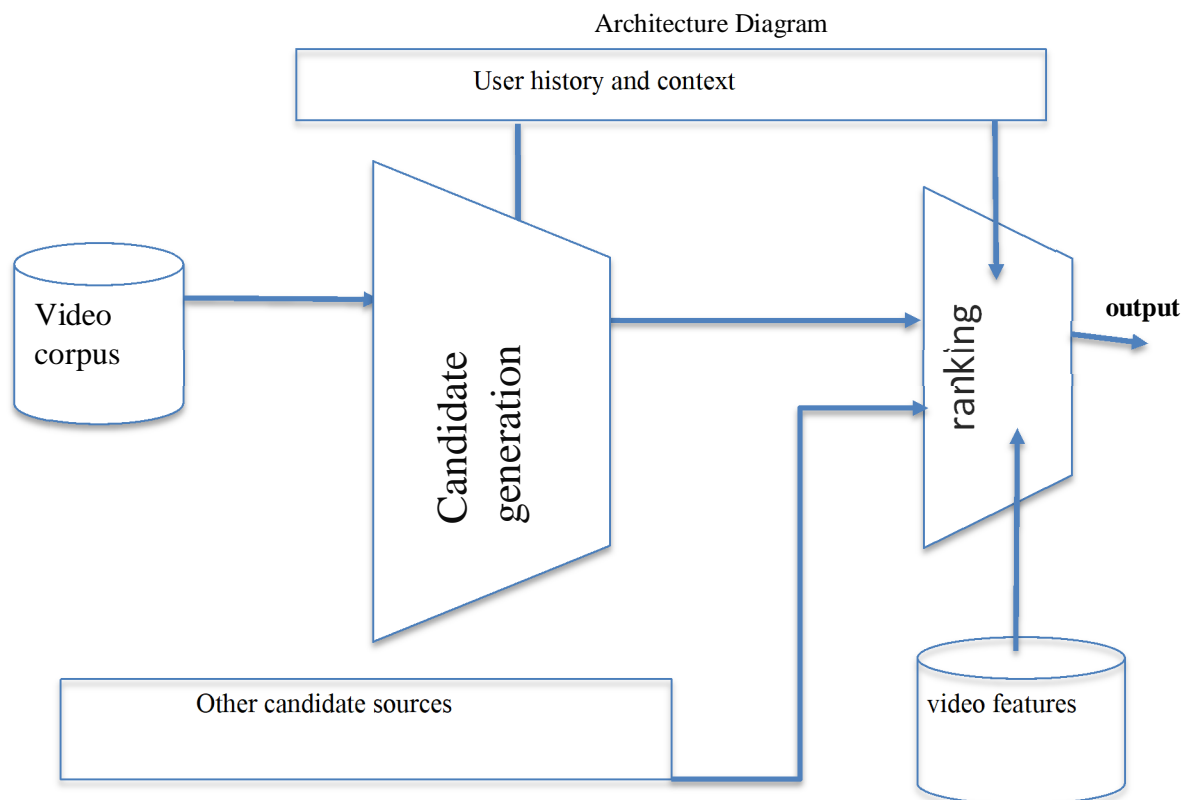 Architecture Diagram
User history and context
Video
corpus
Candidate
generation
ranking
output
Other candidate sources
video features